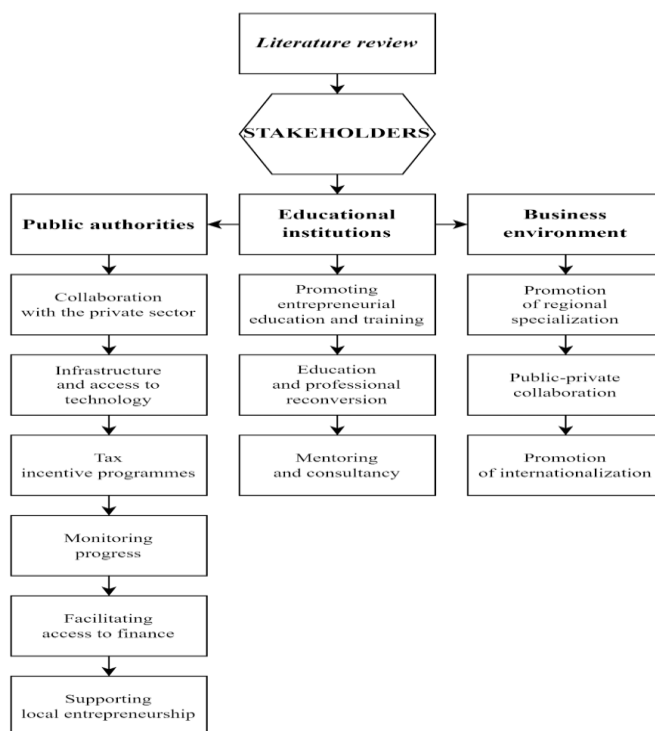 Literature review
STAKEHOLDERS
Public authorities
Educational
institutions
Business
environment
Collaboration
with the private sector
Promoting
entrepreneurial
education and training
Promotion
of regional
specialization
Infrastructure
and access to
technology
Education
and professional
reconversion
Public-private
collaboration
Tax
incentive programmes
Mentoring
and consultancy
Promotion
of internationalization
Monitoring
progress
Facilitating
access to finance
Supporting
local entrepreneurship